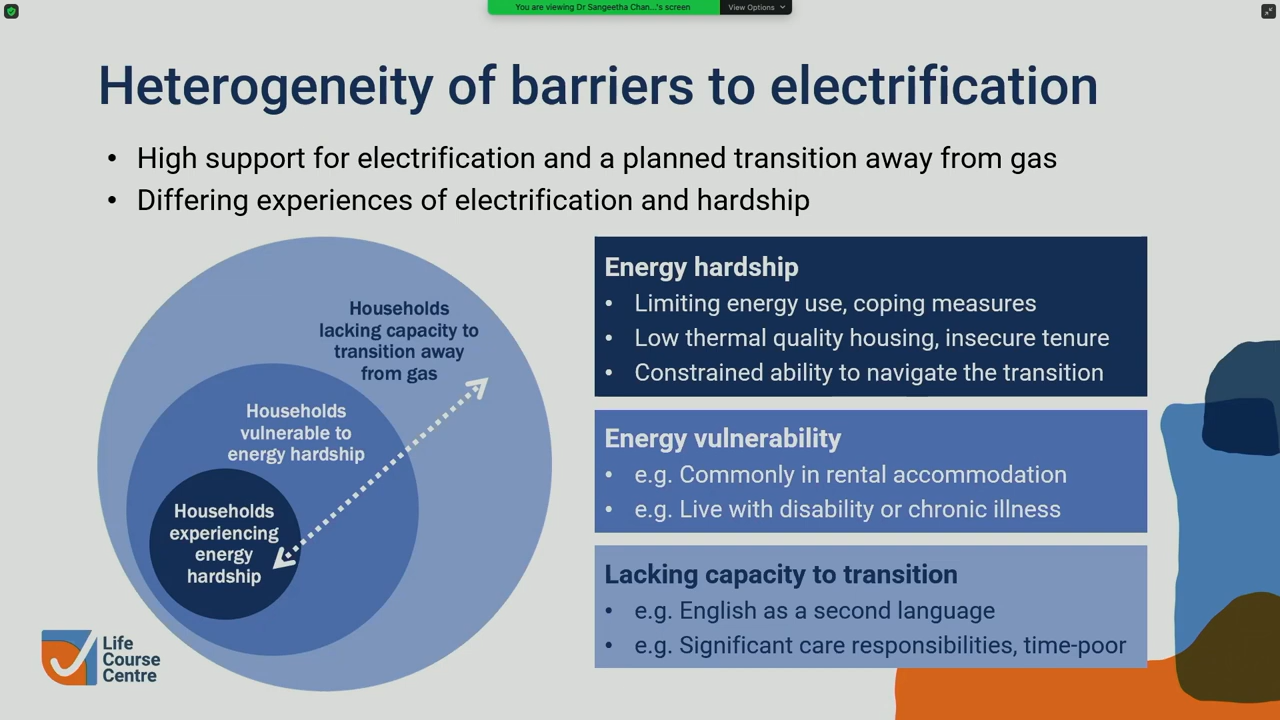 You are viewing Dr Sangeetha Chan...'s screen
View Options
Heterogeneity of barriers to electrification
• High support for electrification and a planned transition away from gas
• Differing experiences of electrification and hardship
Households
lacking capacity to
transition away
from gas
Households
vulnerable to
energy hardship
Households
experiencing
energy
hardship
Energy hardship
• Limiting energy use, coping measures
• Low thermal quality housing, insecure tenure
• Constrained ability to navigate the transition
Energy vulnerability
• e.g. Commonly in rental accommodation
• e.g. Live with disability or chronic illness
Lacking capacity to transition
• e.g. English as a second language
• e.g. Significant care responsibilities, time-poor
Life
Course
Centre